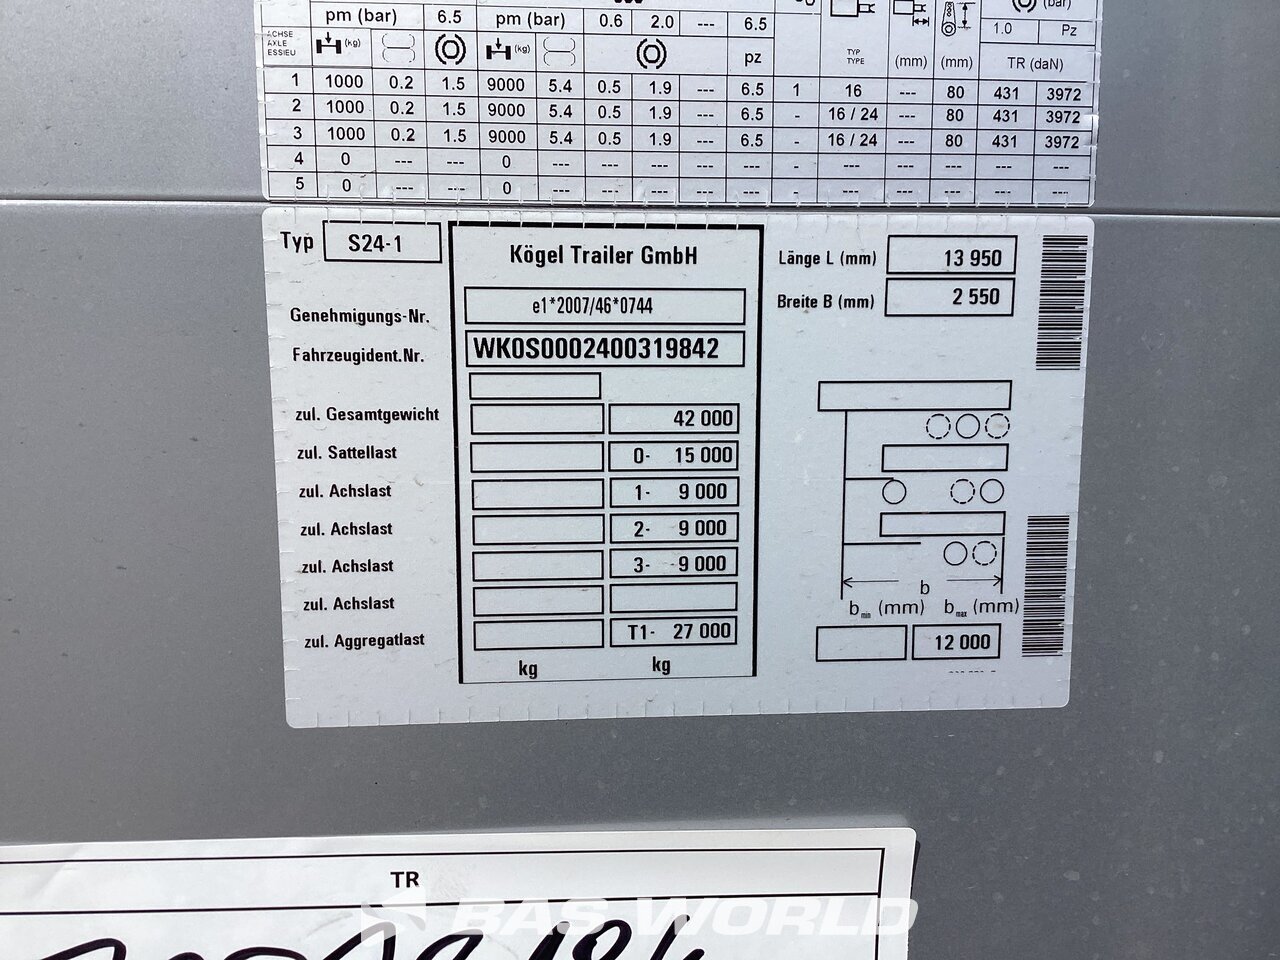 pm (bar) 6.5 pm (bar) 0.6 2.0 --- 6.5 (bar)
1.0 Pz
ACHSE
AXLE
ESSIEU
(kg) (kg) pz TYP
TYPE (mm) (mm) TR (daN)
1 1000 0.2 1.5 9000 5.4 0.5 1.9 --- 6.5 1 16 --- 80 431 3972
2 1000 0.2 1.5 9000 5.4 0.5 1.9 --- 6.5 - 16 / 24 --- 80 431 3972
3 1000 0.2 1.5 9000 5.4 0.5 1.9 --- 6.5 - 16 / 24 --- 80 431 3972
4 0 --- --- 0 --- --- --- --- --- - --- --- --- --- ---
5 0 --- --- 0 --- --- --- --- --- - --- --- --- --- ---
Typ S24-1
Kögel Trailer GmbH
Genehmigungs-Nr. e1*2007/46*0744
Fahrzeugident.Nr. WK0S0002400319842
zul. Gesamtgewicht 42 000
zul. Sattellast 0- 15 000
zul. Achslast 1- 9 000
zul. Achslast 2- 9 000
zul. Achslast 3- 9 000
zul. Achslast
zul. Aggregatlast T1- 27 000
kg kg
Länge L (mm) 13 950
Breite B (mm) 2 550
b
b min (mm) b max (mm)
12 000
TR
BAS WORLD